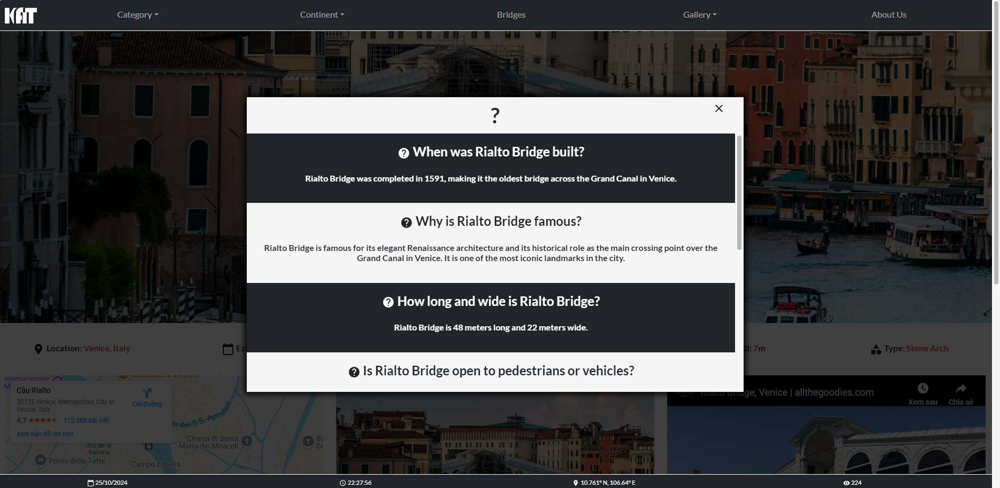 KAT
Category
Continent
Bridges
Gallery
About Us
?
When was Rialto Bridge built?
Rialto Bridge was completed in 1591, making it the oldest bridge across the Grand Canal in Venice.
Why is Rialto Bridge famous?
Rialto Bridge is famous for its elegant Renaissance architecture and its historical role as the main crossing point over the
Grand Canal in Venice. It is one of the most iconic landmarks in the city.
How long and wide is Rialto Bridge?
Rialto Bridge is 48 meters long and 22 meters wide.
Is Rialto Bridge open to pedestrians or vehicles?
Location: Venice, Italy
7m
Type: Stone Arch
nternazionale
McDonald's Venezia
Cầu Rialto
30125 Venice, Metropolitan City of
Venice, Italy
Chỉ đường
4,7
172.988 bài viết
Xem bản đồ lớn hơn
Rio de le
Becarie
Ponte delle Tette
Campo Erberia
Rio dei S.S. Apostoli
Chiesa di Santa
Maria dei Miracoli
Rialto Bridge, Venice | allthegoodies.com
Xem sau
Chia sẻ
25/10/2024
22:27:56
10.761° N, 106.64° E
224